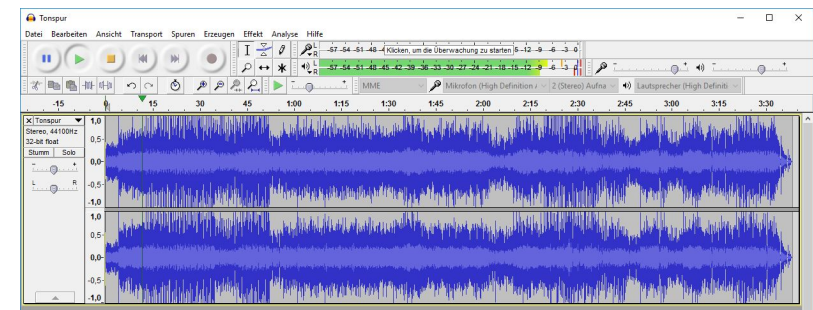 Tonspur
Datei Bearbeiten Ansicht Transport Spuren Erzeugen Effekt Analyse Hilfe
L R -57 -54 -51 -48 -4 Klicken, um die Überwachung zu starten 5 -12 -9 -6 -3 0
L R -57 -54 -51 -48 -45 -42 -39 -36 -33 -30 -27 -24 -21 -18 -15 -12 -9 -6 -3 0
MME Mikrofon (High Definition A 2 (Stereo) Aufna Lautsprecher (High Definiti
-15 0 15 30 45 1:00 1:15 1:30 1:45 2:00 2:15 2:30 2:45 3:00 3:15 3:30
X Tonspur
Stereo, 44100Hz
32-bit float
Stumm Solo
- +
L R
1,0
0,5-
0,0-
-0,5-
-1,0
1,0
0,5-
0,0-
-0,5-
-1,0